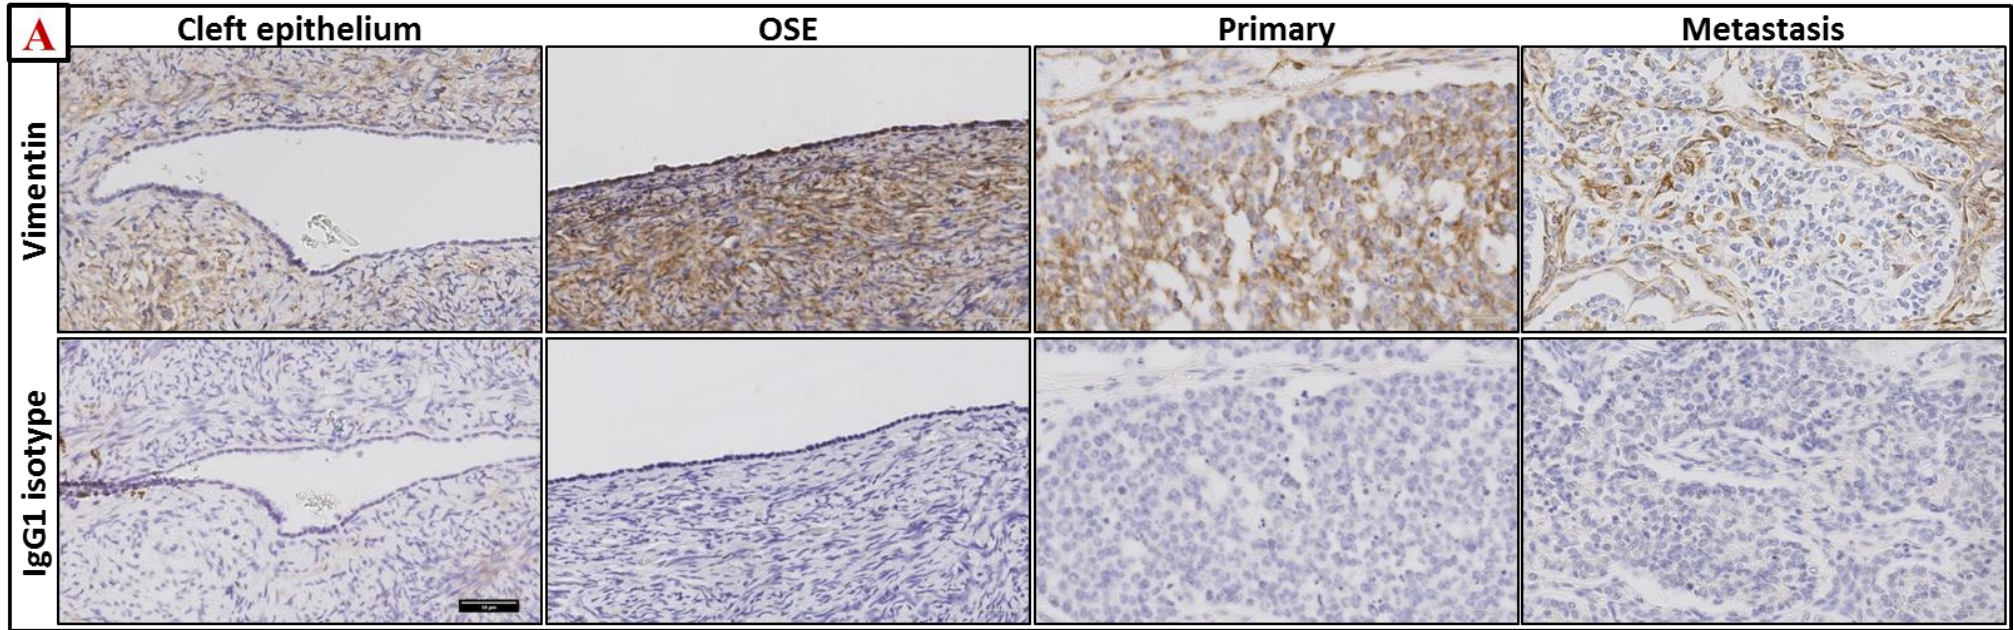 A
Cleft epithelium
OSE
Primary
Metastasis
Vimentin
IgG1 isotype